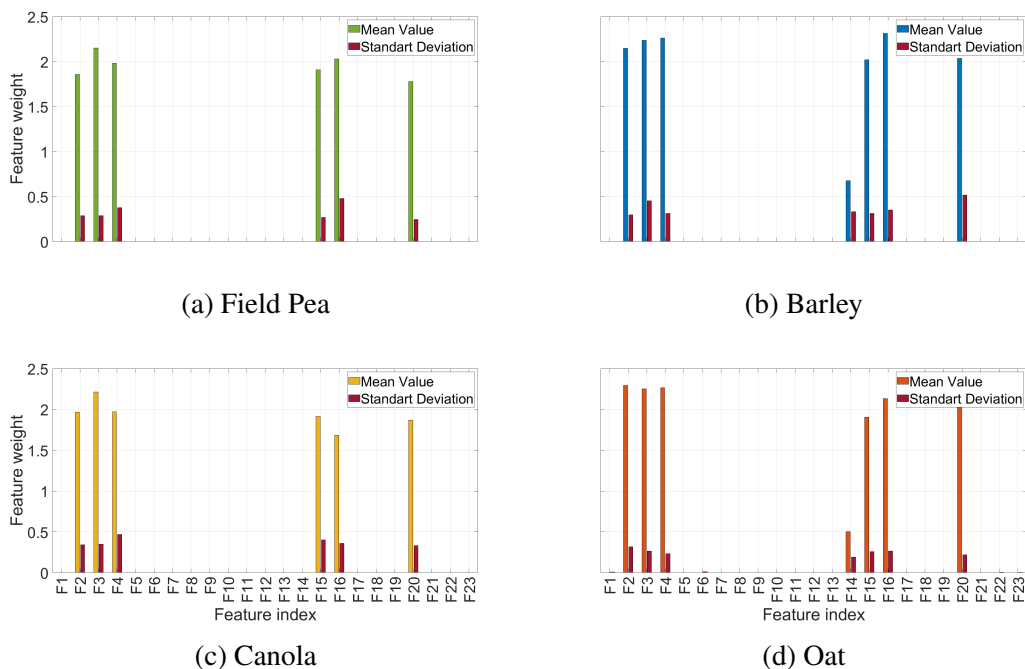 2.5
2
1.5
1
0.5
0
Feature weight
Mean Value
Standart Deviation
(a) Field Pea
Mean Value
Standart Deviation
(b) Barley
2.5
2
1.5
1
0.5
0
Feature weight
Mean Value
Standart Deviation
F1 F2 F3 F4 F5 F6 F7 F8 F9 F10 F11 F12 F13 F14 F15 F16 F17 F18 F19 F20 F21 F22 F23
Feature index
(c) Canola
Mean Value
Standart Deviation
F1 F2 F3 F4 F5 F6 F7 F8 F9 F10 F11 F12 F13 F14 F15 F16 F17 F18 F19 F20 F21 F22 F23
Feature index
(d) Oat